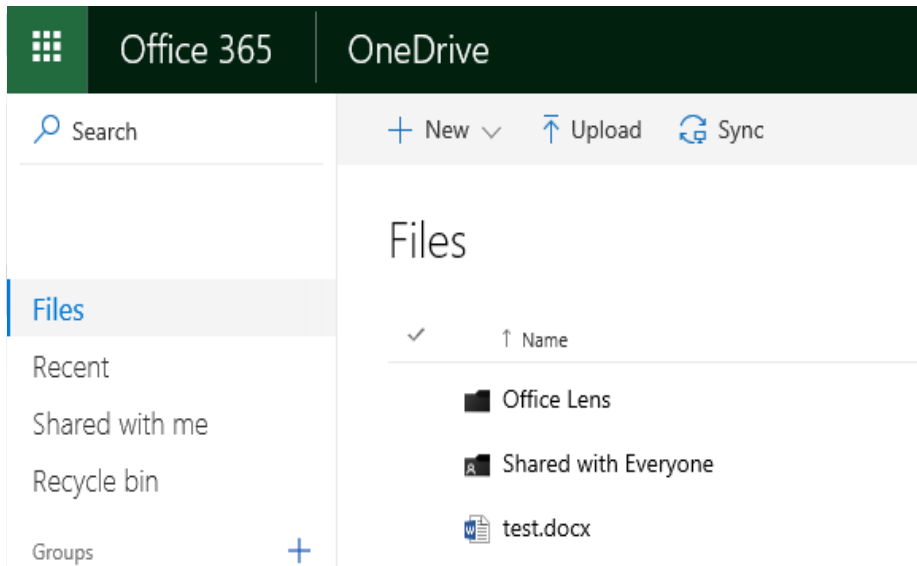 Office 365 OneDrive
Search
New Upload Sync
Files
Files
Recent
Shared with me
Recycle bin
Groups
Name
Office Lens
Shared with Everyone
test.docx